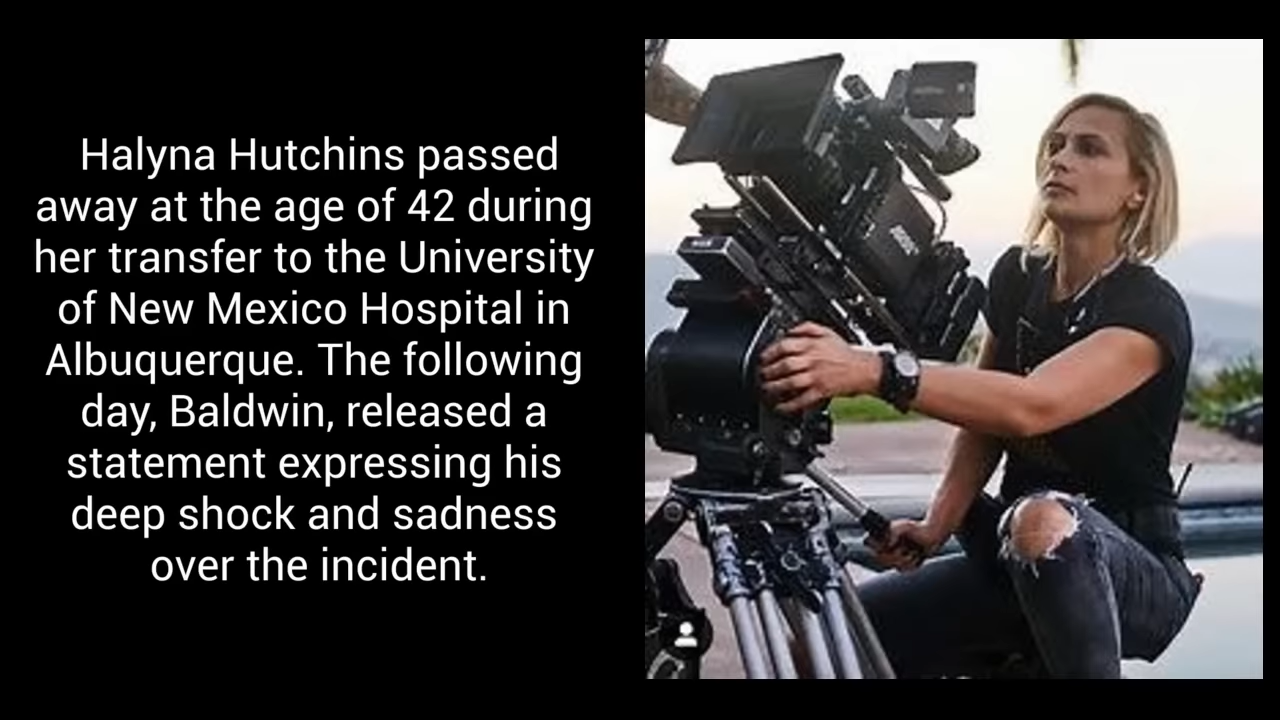 Halyna Hutchins passed
away at the age of 42 during
her transfer to the University
of New Mexico Hospital in
Albuquerque. The following
day, Baldwin, released a
statement expressing his
deep shock and sadness
over the incident.